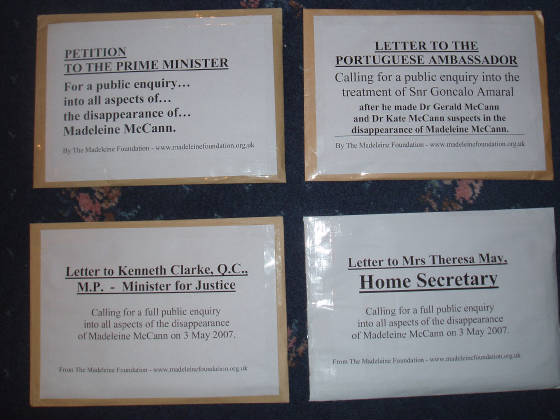 PETITION
TO THE PRIME MINISTER
For a public enquiry…
into all aspects of…
the disappearance of…
Madeleine McCann.
By The Madeleine Foundation - www.madeleinefoundation.org.uk
LETTER TO THE
PORTUGUESE AMBASSADOR
Calling for a public enquiry into the
treatment of Snr Goncalo Amaral
after he made Dr Gerald McCann
and Dr Kate McCann suspects in the
disappearance of Madeleine McCann.
By The Madeleine Foundation - www.madeleinefoundation.org.uk
Letter to Kenneth Clarke, Q.C.,
M.P. - Minister for Justice
Calling for a full public enquiry
into all aspects of the disappearance
of Madeleine McCann on 3 May 2007.
From The Madeleine Foundation - www.madeleinefoundation.org.uk
Letter to Mrs Theresa May,
Home Secretary
Calling for a full public enquiry
into all aspects of the disappearance
of Madeleine McCann on 3 May 2007.
From The Madeleine Foundation - www.madeleinefoundation.org.uk